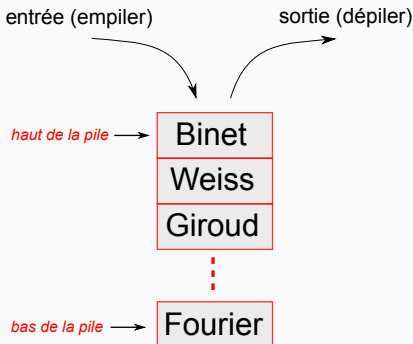 entrée (empiler)
sortie (dépiler)
haut de la pile
Binet
Weiss
Giroud
bas de la pile
Fourier